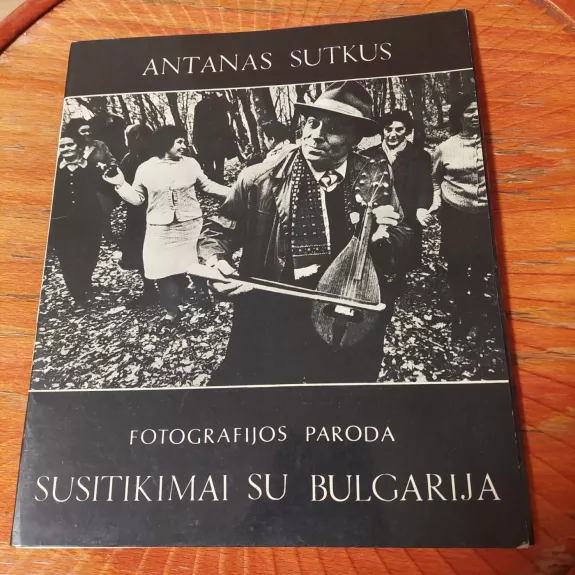 ANTANAS SUTKUS
FOTOGRAFIJOS PARODA
SUSITIKIMAI SU BULGARIJA